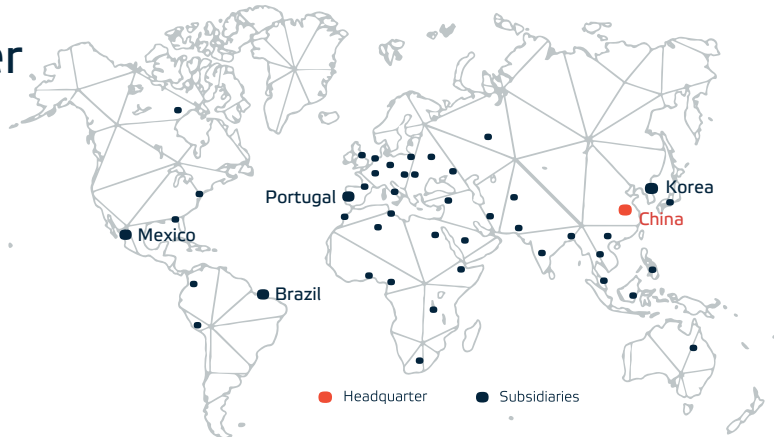 er
Portugal
Korea
China
Mexico
Brazil
Headquarter
Subsidiaries